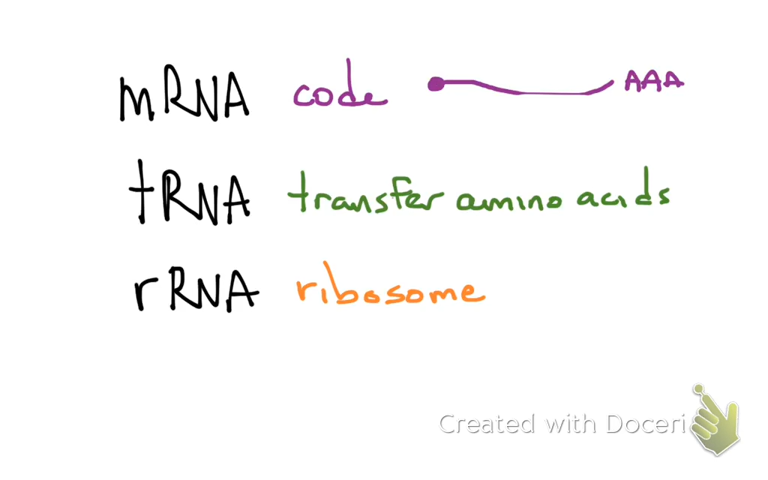 mRNA code AAA
tRNA transfer amino acids
rRNA ribosome
Created with Doceri